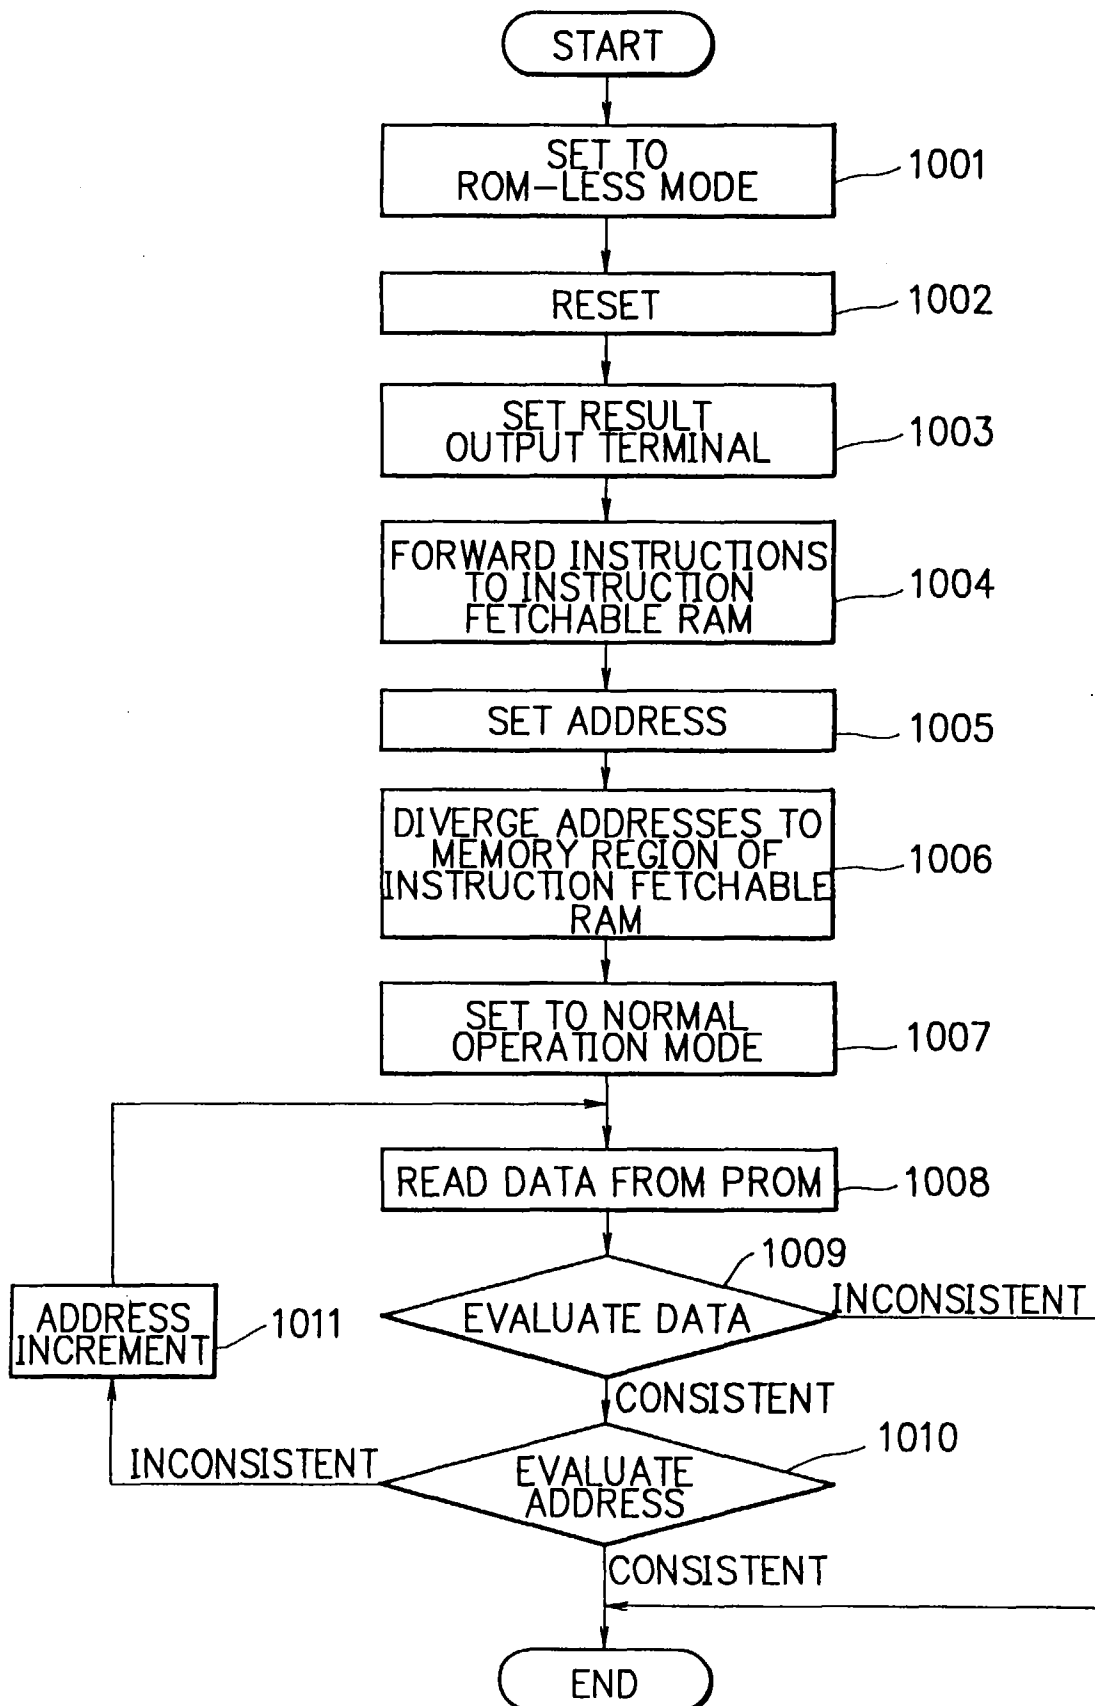 START
SET TO
ROM-LESS MODE
1001
RESET
1002
SET RESULT
OUTPUT TERMINAL
1003
FORWARD INSTRUCTIONS
TO INSTRUCTION
FETCHABLE RAM
1004
SET ADDRESS
1005
DIVERGE ADDRESSES TO
MEMORY REGION OF
INSTRUCTION FETCHABLE
RAM
1006
SET TO NORMAL
OPERATION MODE
1007
READ DATA FROM PROM
1008
1009
EVALUATE DATA
INCONSISTENT
ADDRESS
INCREMENT
1011
CONSISTENT
1010
INCONSISTENT
EVALUATE
ADDRESS
CONSISTENT
END